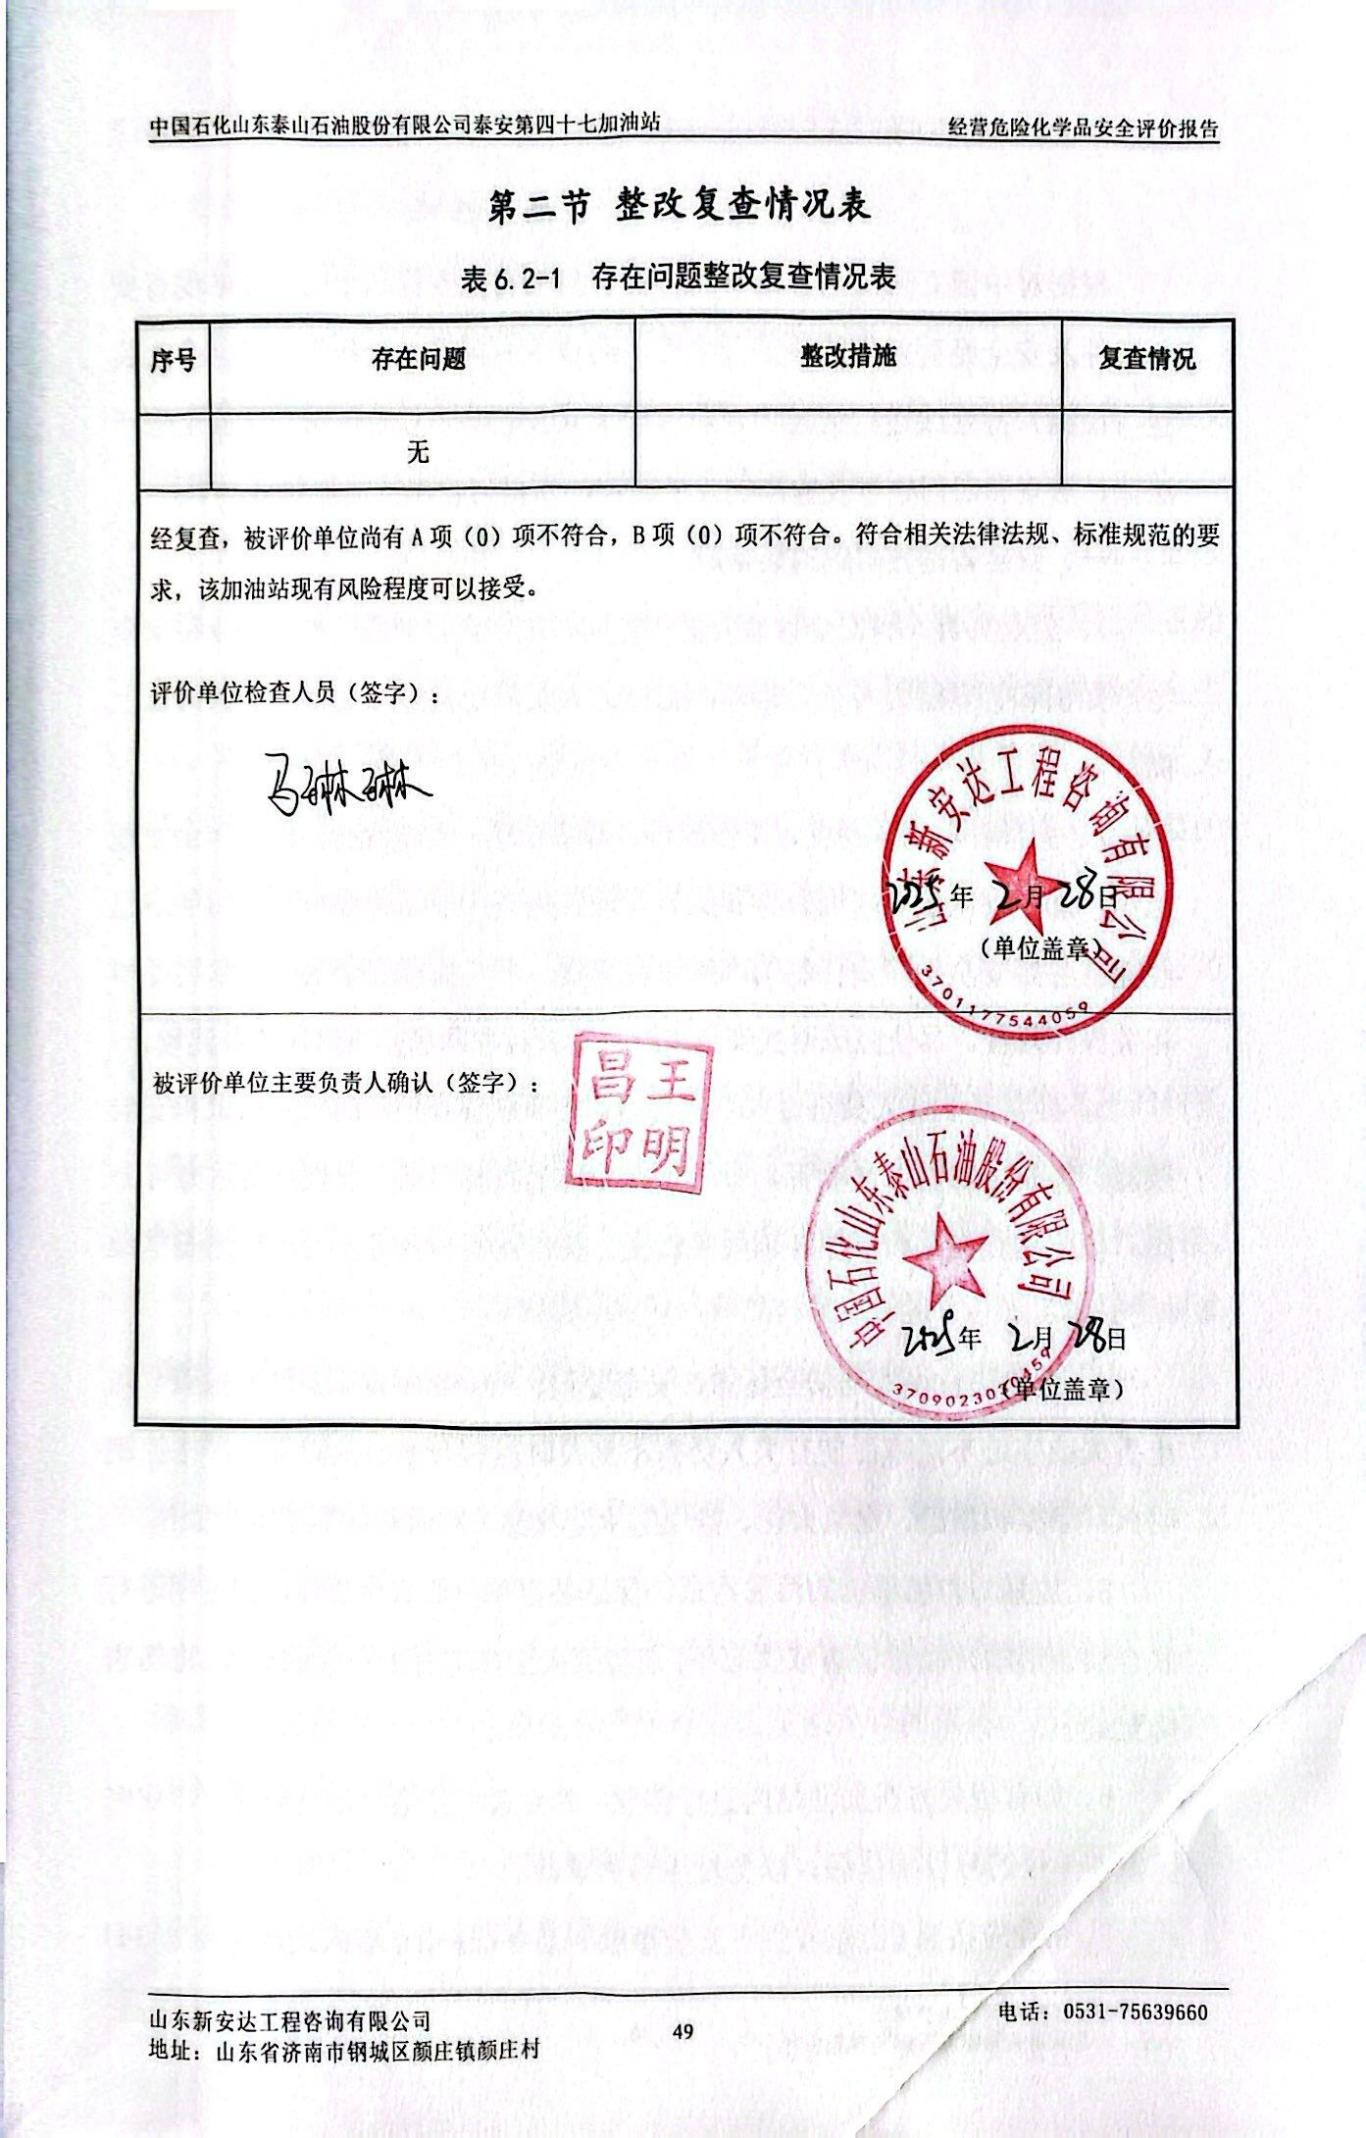 中国石化山东泰山石油股份有限公司泰安第四十七加油站 经营危险化学品安全评价报告
第二节 整改复查情况表
表 6.2-1 存在问题整改复查情况表
序号 存在问题 整改措施 复查情况
无
经复查，被评价单位尚有 A 项（0）项不符合，B 项（0）项不符合。符合相关法律法规、标准规范的要
求，该加油站现有风险程度可以接受。
评价单位检查人员（签字）：
马琳琳
山东新安达工程咨询有限公司
2025年 2月 28日
（单位盖章）
3701177544059
被评价单位主要负责人确认（签字）：
王明昌印
中国石化山东泰山石油股份有限公司
2025年 2月 28日
（单位盖章）
山东新安达工程咨询有限公司
地址：山东省济南市钢城区颜庄镇颜庄村
49
电话：0531-75639660